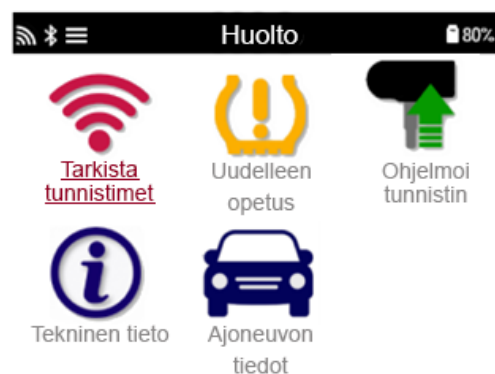 Huolto
80%
Tarkista
tunnistimet
Uudelleen
opetus
Ohjelmoi
tunnistin
Tekninen tieto
Ajoneuvon
tiedot